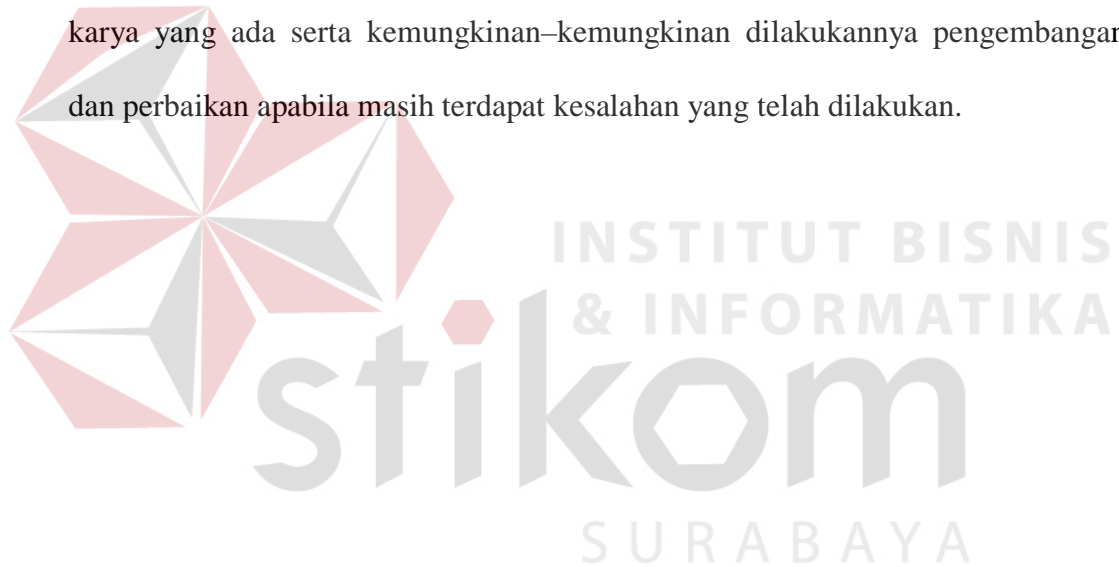 karya yang ada serta kemungkinan–kemungkinan dilakukannya pengembangan
dan perbaikan apabila masih terdapat kesalahan yang telah dilakukan.
INSTITUT BISNIS
& INFORMATIKA
stikom
SURABAYA